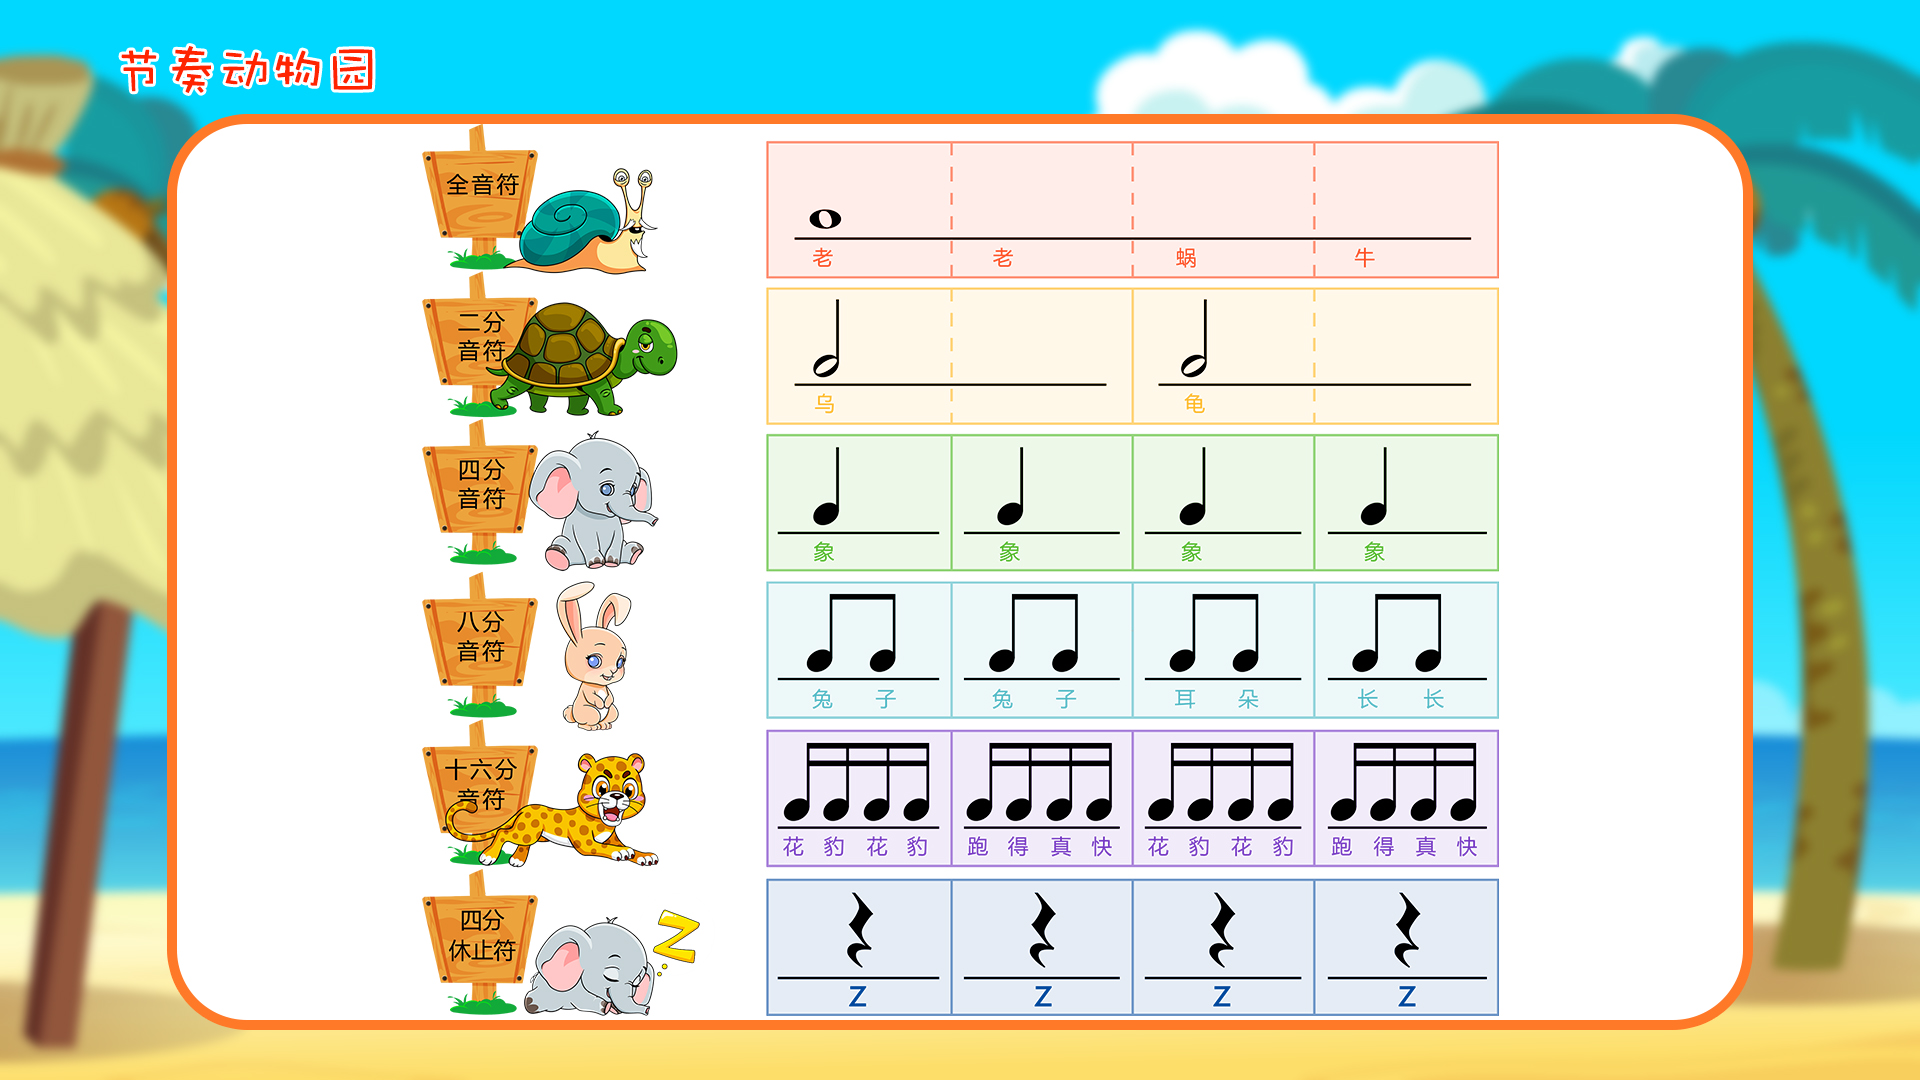 节奏动物园
全音符
老 老 蜗 牛
二分
音符
乌 龟
四分
音符
象 象 象 象
八分
音符
兔 子 兔 子 耳 朵 长 长
十六分
音符
花 豹 花 豹 跑 得 真 快 花 豹 花 豹 跑 得 真 快
四分
休止符
Z
Z Z Z Z